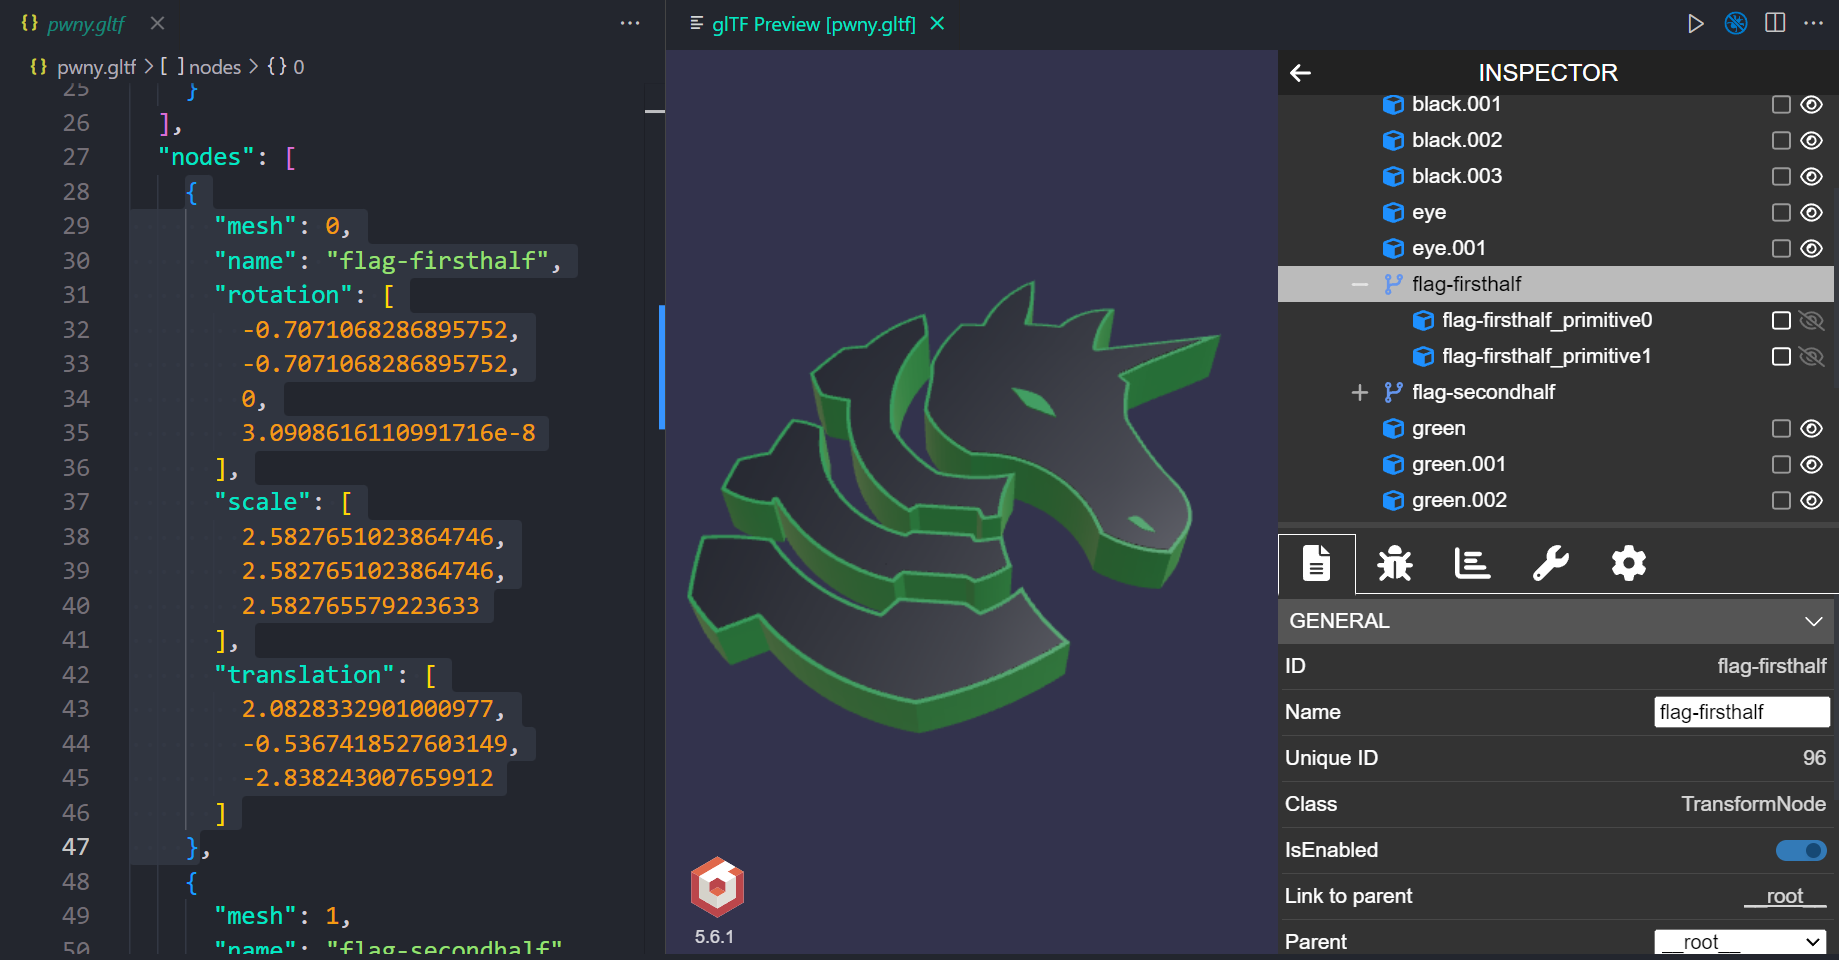 {} pwny.gltf
{} pwny.gltf > [ ] nodes > {} 0
25 }
26 ],
27 "nodes": [
28 {
29 "mesh": 0,
30 "name": "flag-firsthalf",
31 "rotation": [
32 -0.7071068286895752,
33 -0.7071068286895752,
34 0,
35 3.0908616110991716e-8
36 ],
37 "scale": [
38 2.5827651023864746,
39 2.5827651023864746,
40 2.582765579223633
41 ],
42 "translation": [
43 2.0828332901000977,
44 -0.5367418527603149,
45 -2.838243007659912
46 ]
47 },
48 {
49 "mesh": 1,
50 "name": "flag-secondhalf"
glTF Preview [pwny.gltf]
5.6.1
INSPECTOR
black.001
black.002
black.003
eye
eye.001
flag-firsthalf
flag-firsthalf_primitive0
flag-firsthalf_primitive1
flag-secondhalf
green
green.001
green.002
GENERAL
ID flag-firsthalf
Name flag-firsthalf
Unique ID 96
Class TransformNode
IsEnabled
Link to parent __root__
Parent __root__